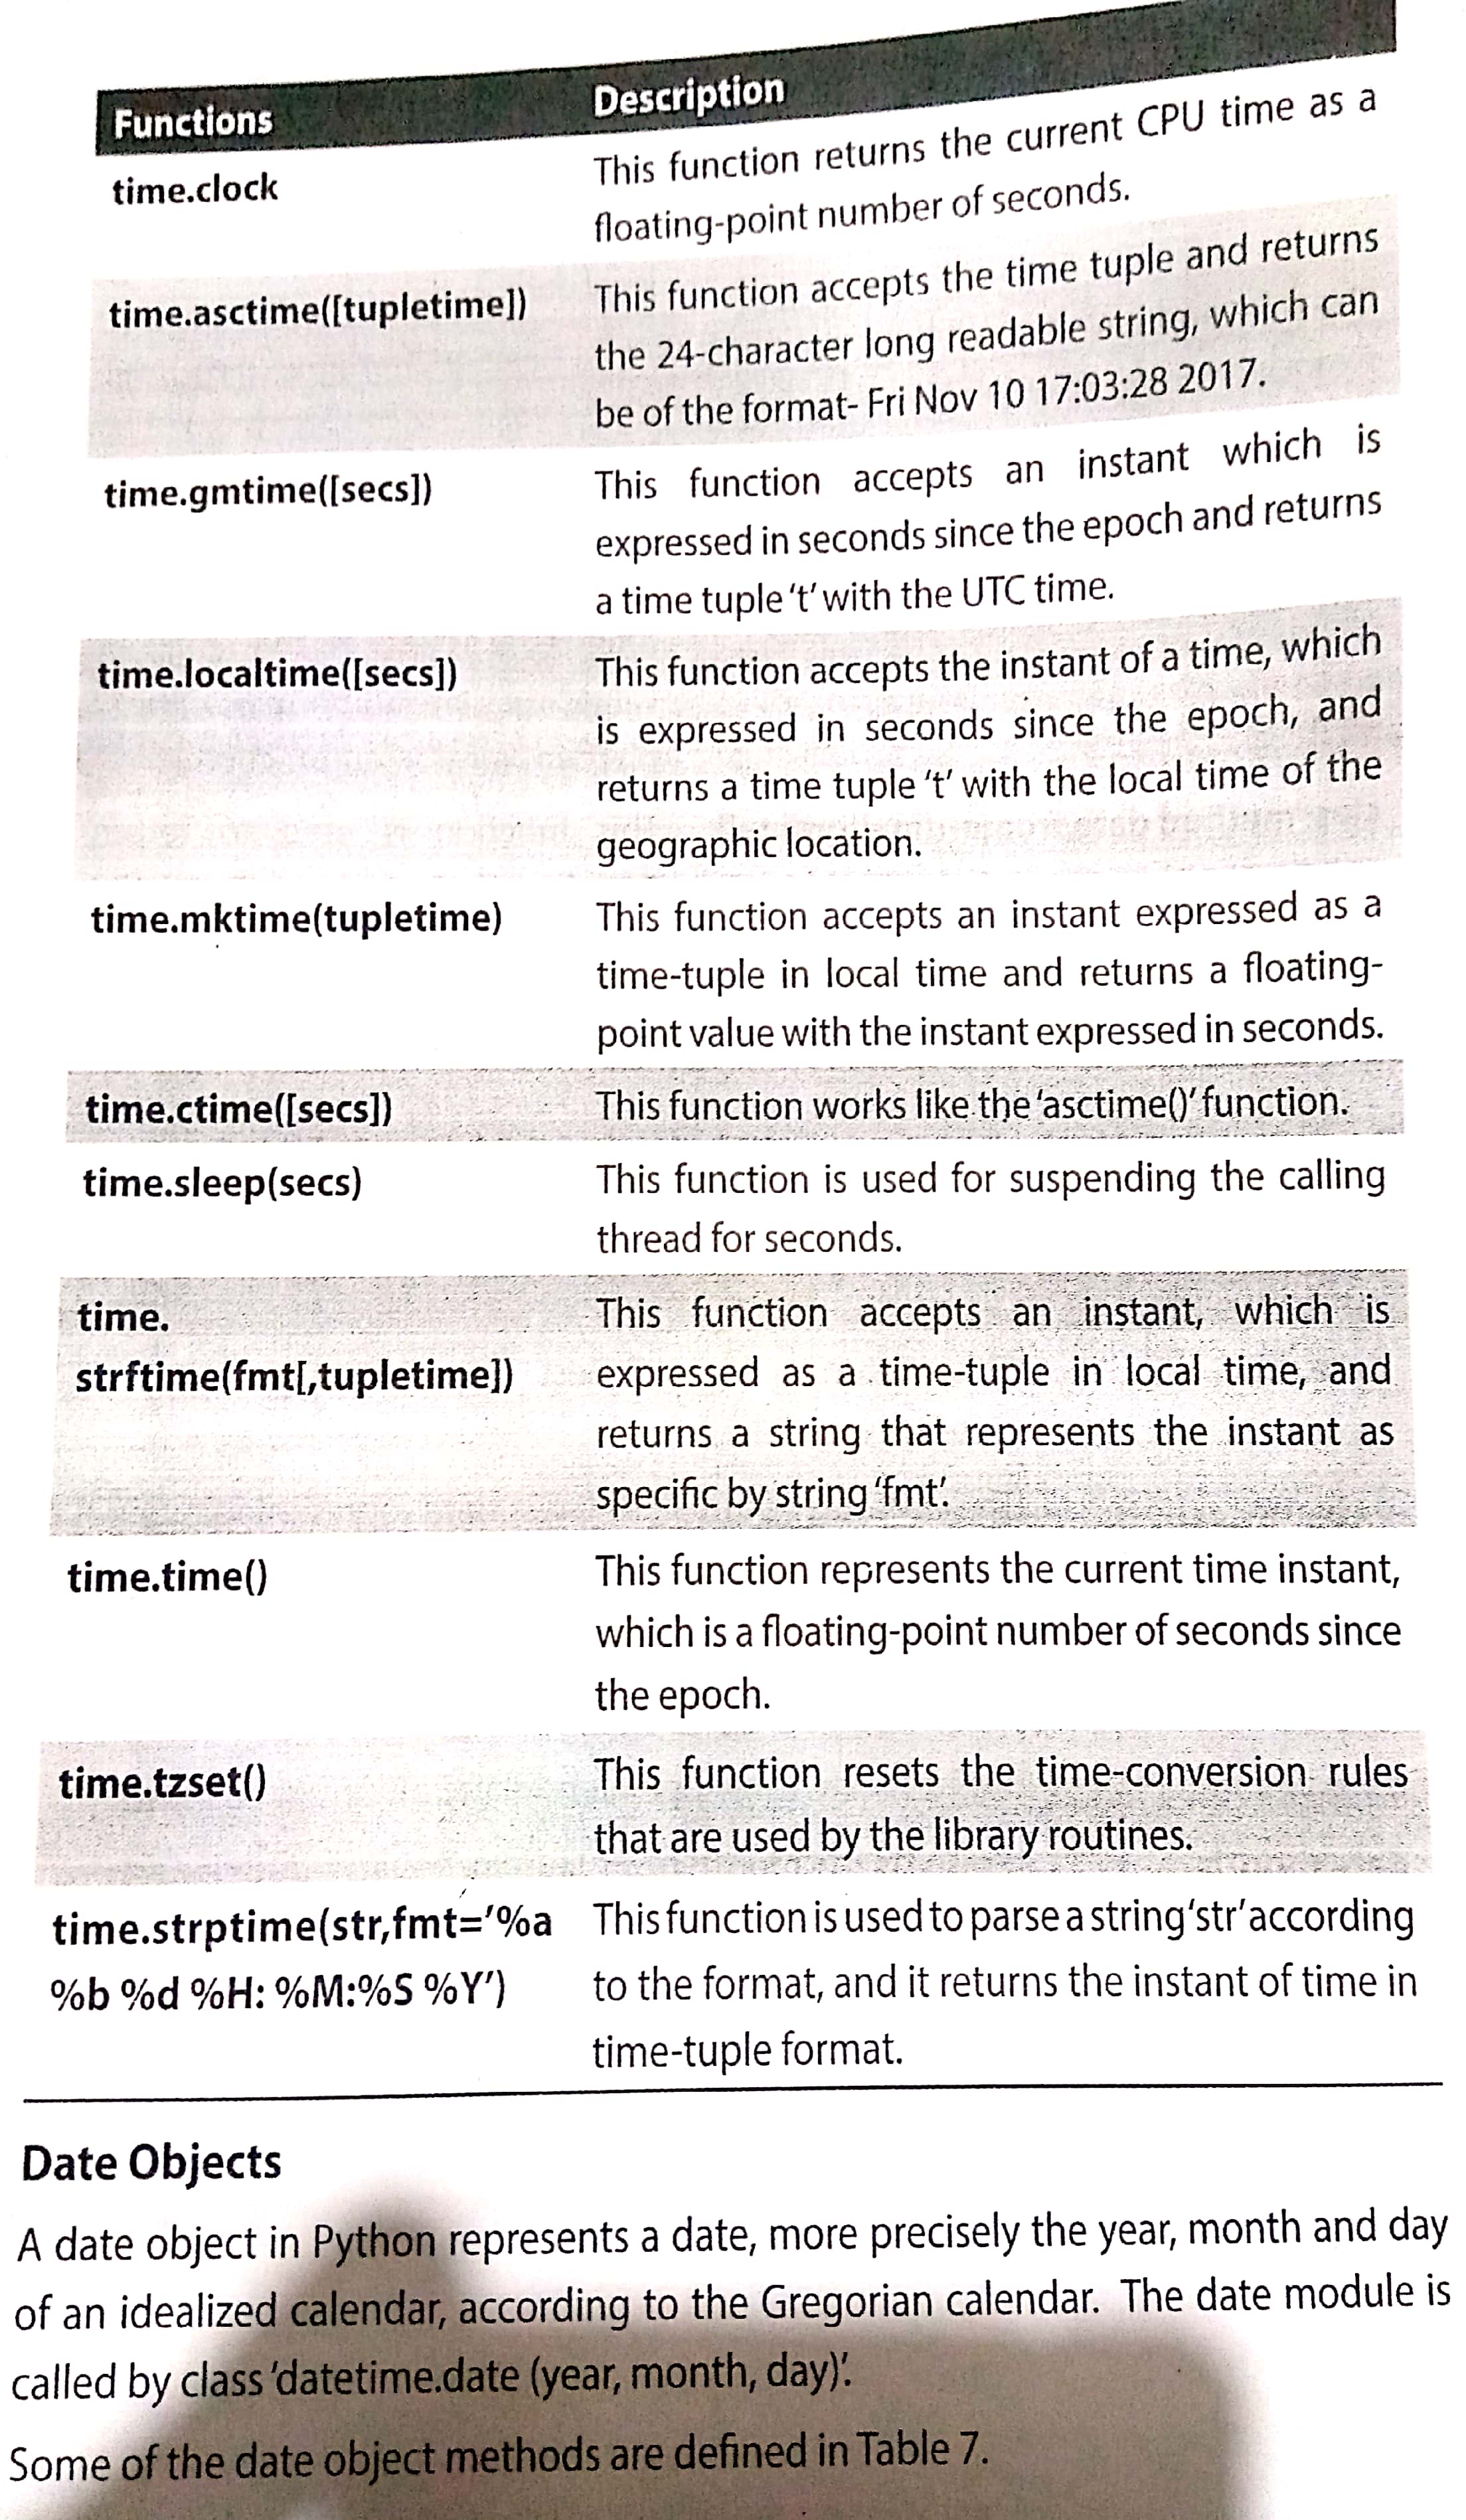 Functions Description
time.clock This function returns the current CPU time as a
floating-point number of seconds.
time.asctime([tupletime]) This function accepts the time tuple and returns
the 24-character long readable string, which can
be of the format- Fri Nov 10 17:03:28 2017.
time.gmtime([secs]) This function accepts an instant which is
expressed in seconds since the epoch and returns
a time tuple ‘t’ with the UTC time.
time.localtime([secs]) This function accepts the instant of a time, which
is expressed in seconds since the epoch, and
returns a time tuple ‘t’ with the local time of the
geographic location.
time.mktime(tupletime) This function accepts an instant expressed as a
time-tuple in local time and returns a floating-
point value with the instant expressed in seconds.
time.ctime([secs]) This function works like the ‘asctime()’ function.
time.sleep(secs) This function is used for suspending the calling
thread for seconds.
time. This function accepts an instant, which is
strftime(fmt[,tupletime]) expressed as a time-tuple in local time, and
returns a string that represents the instant as
specific by string ‘fmt’.
time.time() This function represents the current time instant,
which is a floating-point number of seconds since
the epoch.
time.tzset() This function resets the time-conversion rules
that are used by the library routines.
time.strptime(str,fmt=’%a This function is used to parse a string ‘str’ according
%b %d %H: %M:%S %Y’) to the format, and it returns the instant of time in
time-tuple format.
Date Objects
A date object in Python represents a date, more precisely the year, month and day
of an idealized calendar, according to the Gregorian calendar. The date module is
called by class ‘datetime.date (year, month, day)’.
Some of the date object methods are defined in Table 7.